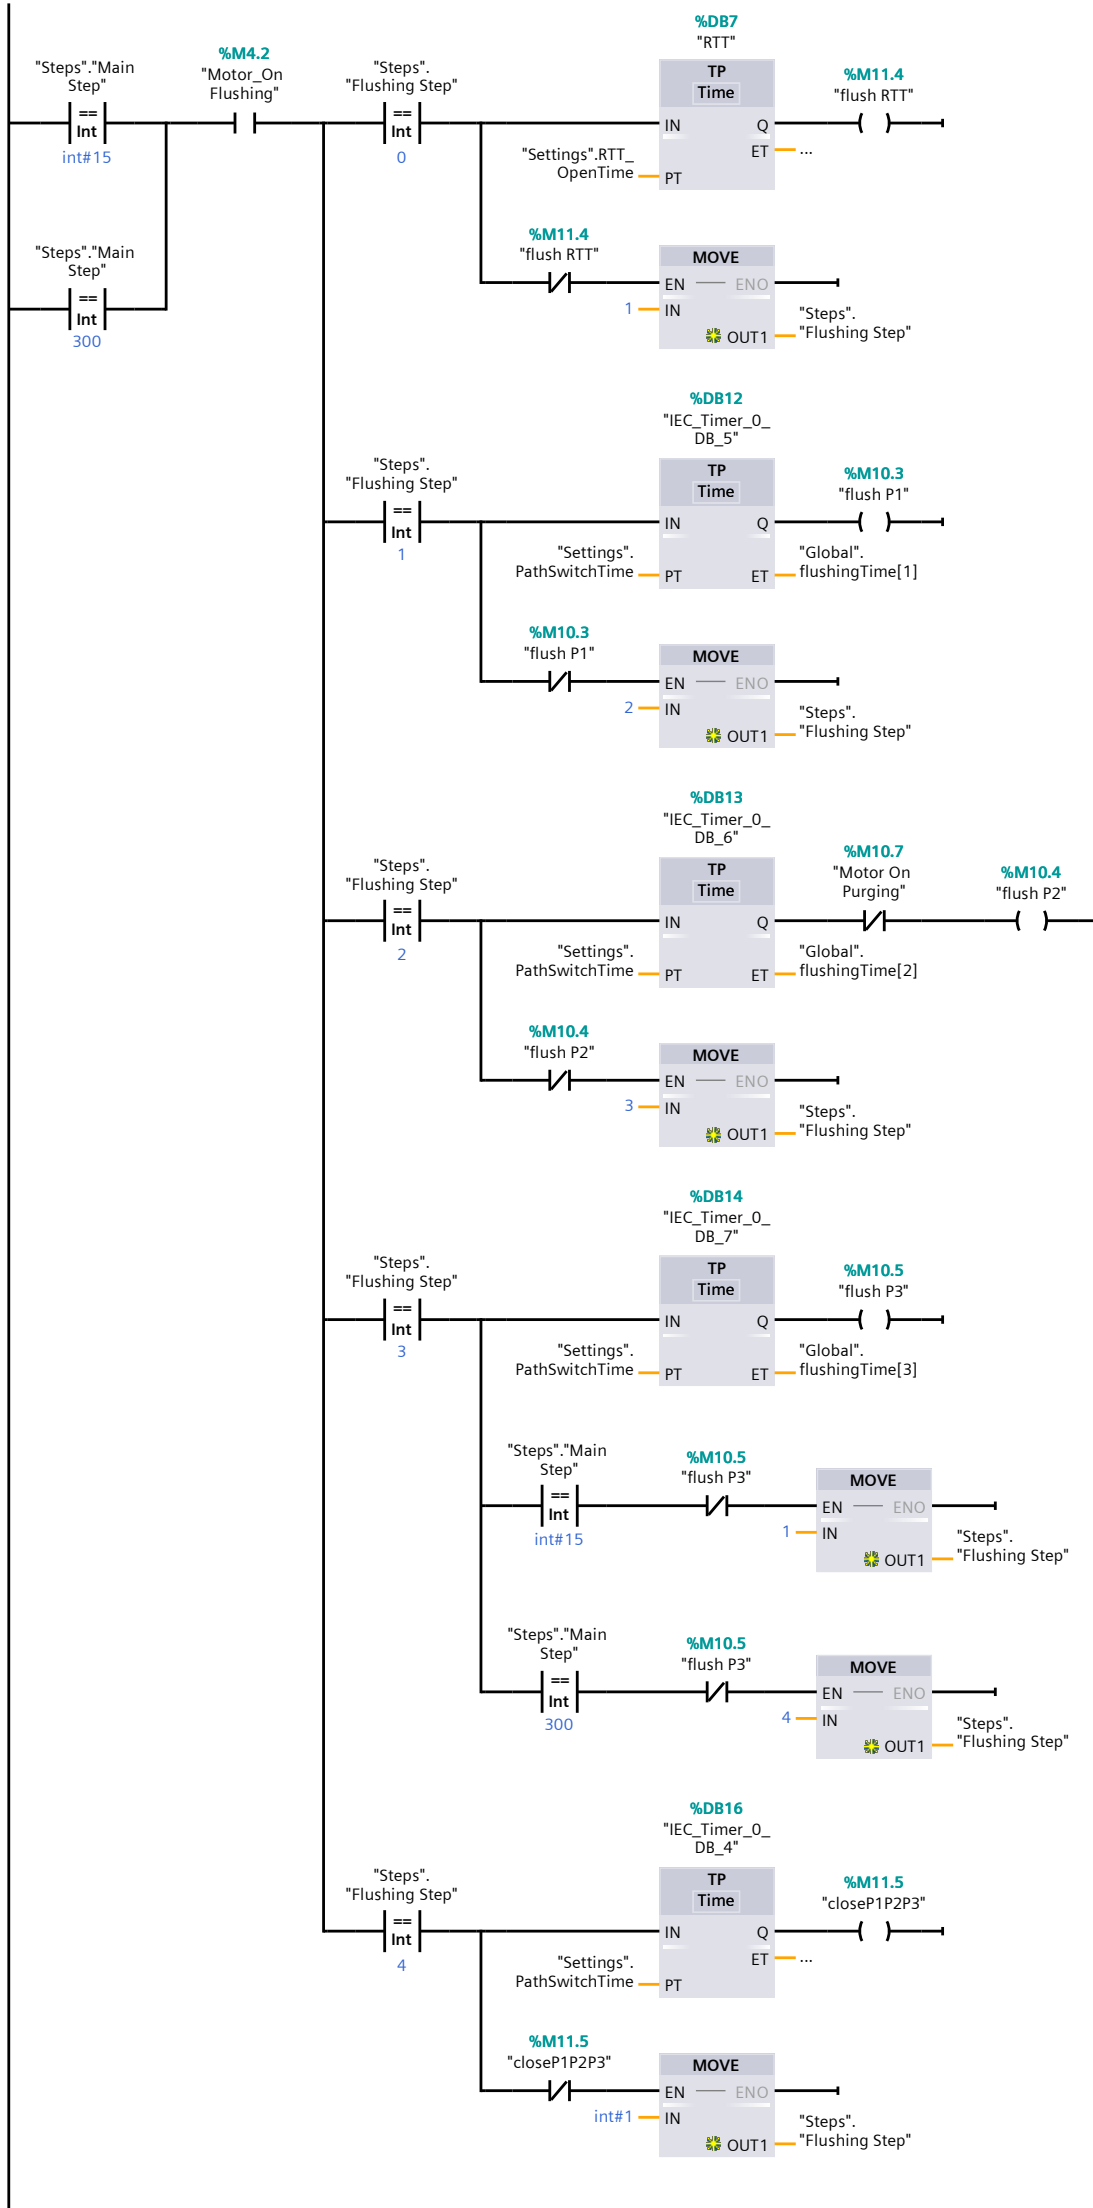 %DB7
"RTT"
%M4.2
"Motor_On
Flushing"
"Steps"."Main
Step"
==
Int
int#15
"Steps".
"Flushing Step"
==
Int
0
TP
Time
IN
Q
ET
...
"Settings".RTT_
OpenTime
PT
%M11.4
"flush RTT"
"Steps"."Main
Step"
==
Int
300
%M11.4
"flush RTT"
MOVE
EN
ENO
1
IN
OUT1
"Steps".
"Flushing Step"
%DB12
"IEC_Timer_0_
DB_5"
"Steps".
"Flushing Step"
==
Int
1
TP
Time
IN
Q
"Settings".
PathSwitchTime
PT
ET
"Global".
flushingTime[1]
%M10.3
"flush P1"
%M10.3
"flush P1"
MOVE
EN
ENO
2
IN
OUT1
"Steps".
"Flushing Step"
%DB13
"IEC_Timer_0_
DB_6"
"Steps".
"Flushing Step"
==
Int
2
TP
Time
IN
Q
"Settings".
PathSwitchTime
PT
ET
"Global".
flushingTime[2]
%M10.7
"Motor On
Purging"
%M10.4
"flush P2"
%M10.4
"flush P2"
MOVE
EN
ENO
3
IN
OUT1
"Steps".
"Flushing Step"
%DB14
"IEC_Timer_0_
DB_7"
"Steps".
"Flushing Step"
==
Int
3
TP
Time
IN
Q
"Settings".
PathSwitchTime
PT
ET
"Global".
flushingTime[3]
%M10.5
"flush P3"
"Steps"."Main
Step"
==
Int
int#15
%M10.5
"flush P3"
MOVE
EN
ENO
1
IN
OUT1
"Steps".
"Flushing Step"
"Steps"."Main
Step"
==
Int
300
%M10.5
"flush P3"
MOVE
EN
ENO
4
IN
OUT1
"Steps".
"Flushing Step"
%DB16
"IEC_Timer_0_
DB_4"
"Steps".
"Flushing Step"
==
Int
4
TP
Time
IN
Q
ET
...
"Settings".
PathSwitchTime
PT
%M11.5
"closeP1P2P3"
%M11.5
"closeP1P2P3"
MOVE
EN
ENO
int#1
IN
OUT1
"Steps".
"Flushing Step"